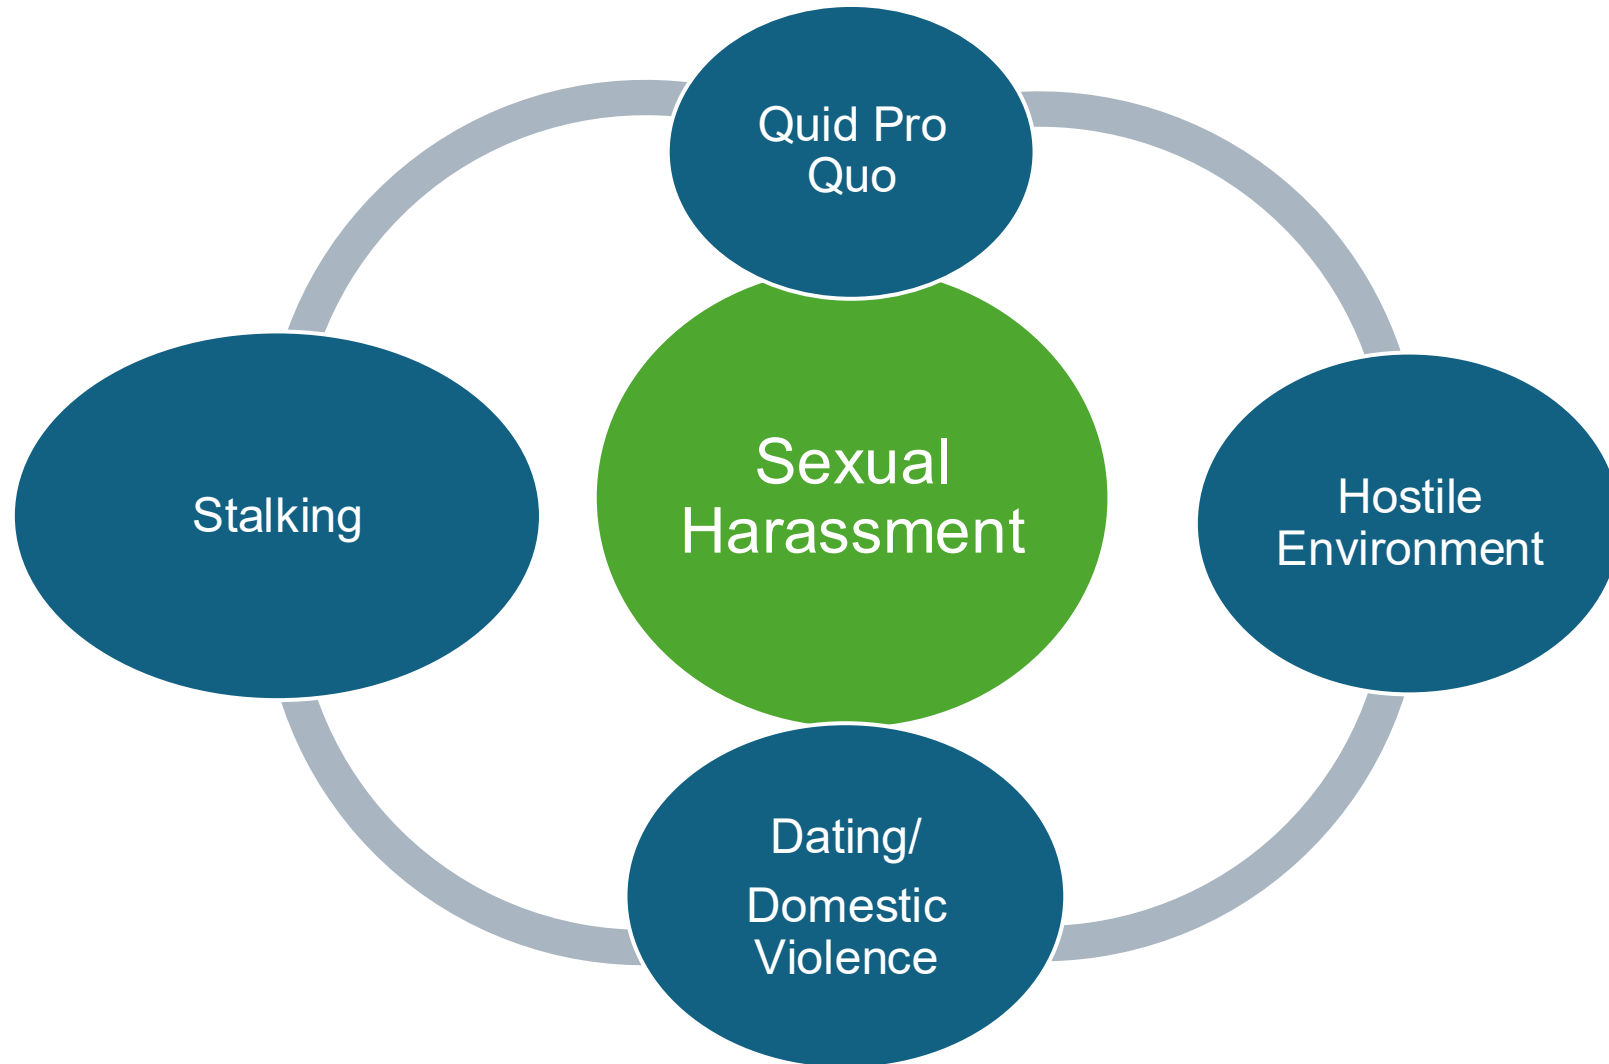 Quid Pro
Quo
Sexual
Harassment
Stalking
Hostile
Environment
Dating/
Domestic
Violence